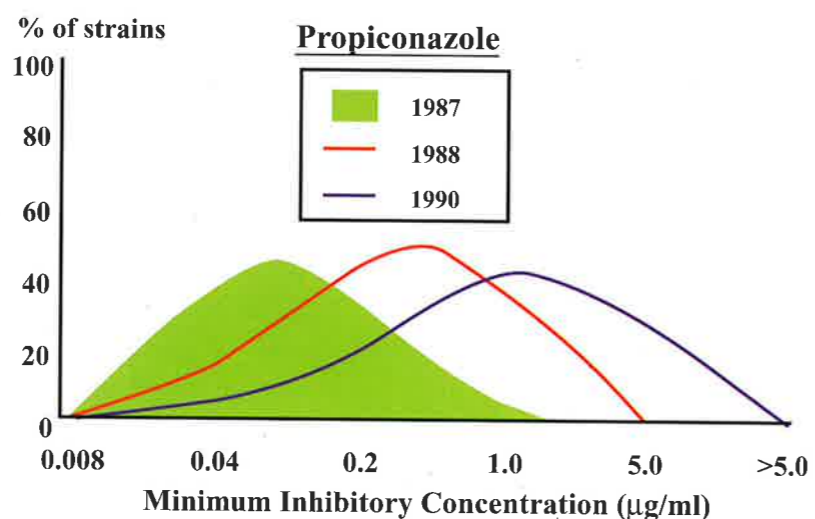 % of strains
Propiconazole
100
1987
80
1988
1990
60
40
20
0
0.008 0.04 0.2 1.0 5.0 >5.0
Minimum Inhibitory Concentration (µg/ml)